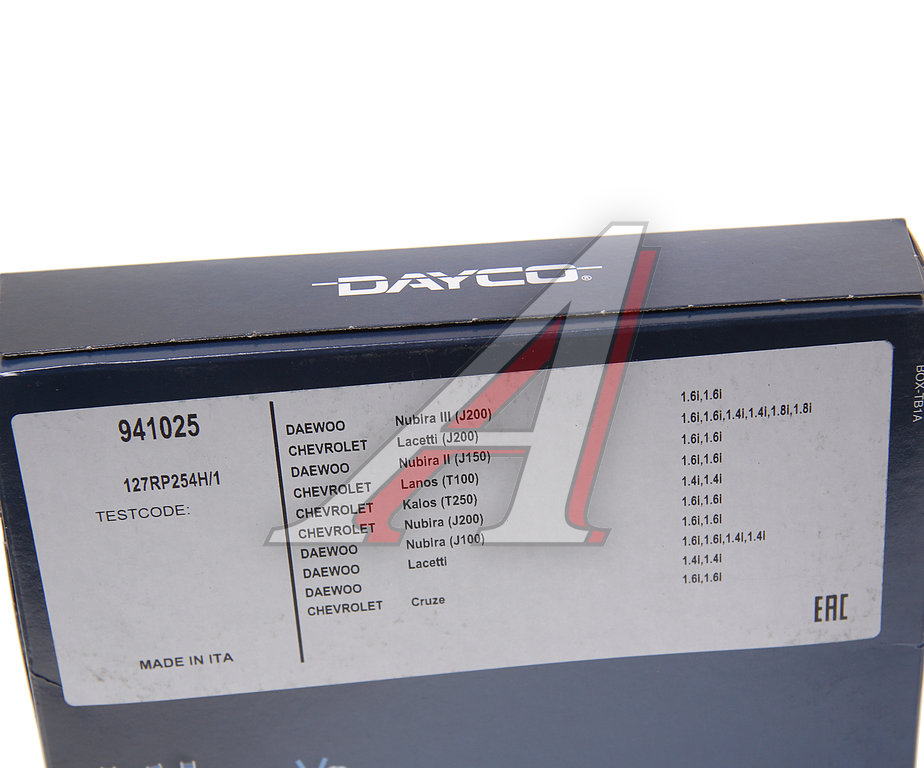 DAYCO®
BOX-TB1A
941025
127RP254H/1
TESTCODE:
DAEWOO Nubira III (J200) 1.6i,1.6i
CHEVROLET Lacetti (J200) 1.6i,1.6i,1.4i,1.4i,1.8i,1.8i
DAEWOO Nubira II (J150) 1.6i,1.6i
CHEVROLET Lanos (T100) 1.6i,1.6i
CHEVROLET Kalos (T250) 1.4i,1.4i
CHEVROLET Nubira (J200) 1.6i,1.6i
DAEWOO Nubira (J100) 1.6i,1.6i
DAEWOO Lacetti 1.6i,1.6i,1.4i,1.4i
DAEWOO 1.4i,1.4i
CHEVROLET Cruze 1.6i,1.6i
EAC
MADE IN ITA